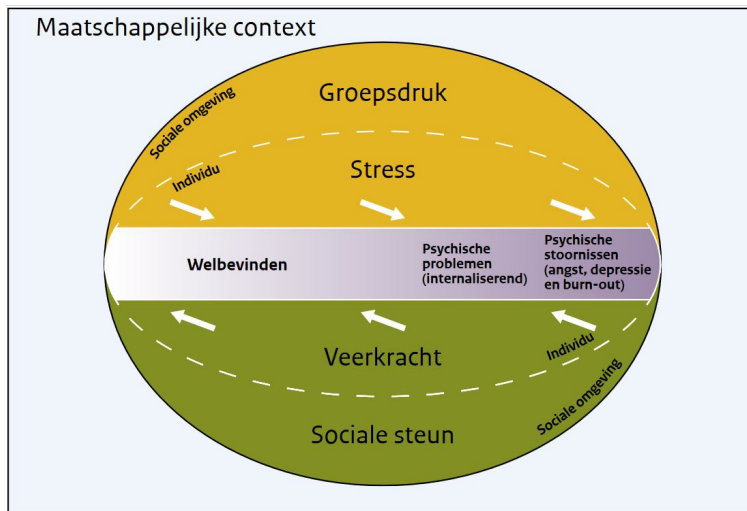 Maatschappelijke context
Sociale omgeving
Groepsdruk
Individu
Stress
Welbevinden
Psychische
problemen
(internaliserend)
Psychische
stoornissen
(angst, depressie
en burn-out)
Veerkracht
Individu
Sociale omgeving
Sociale steun